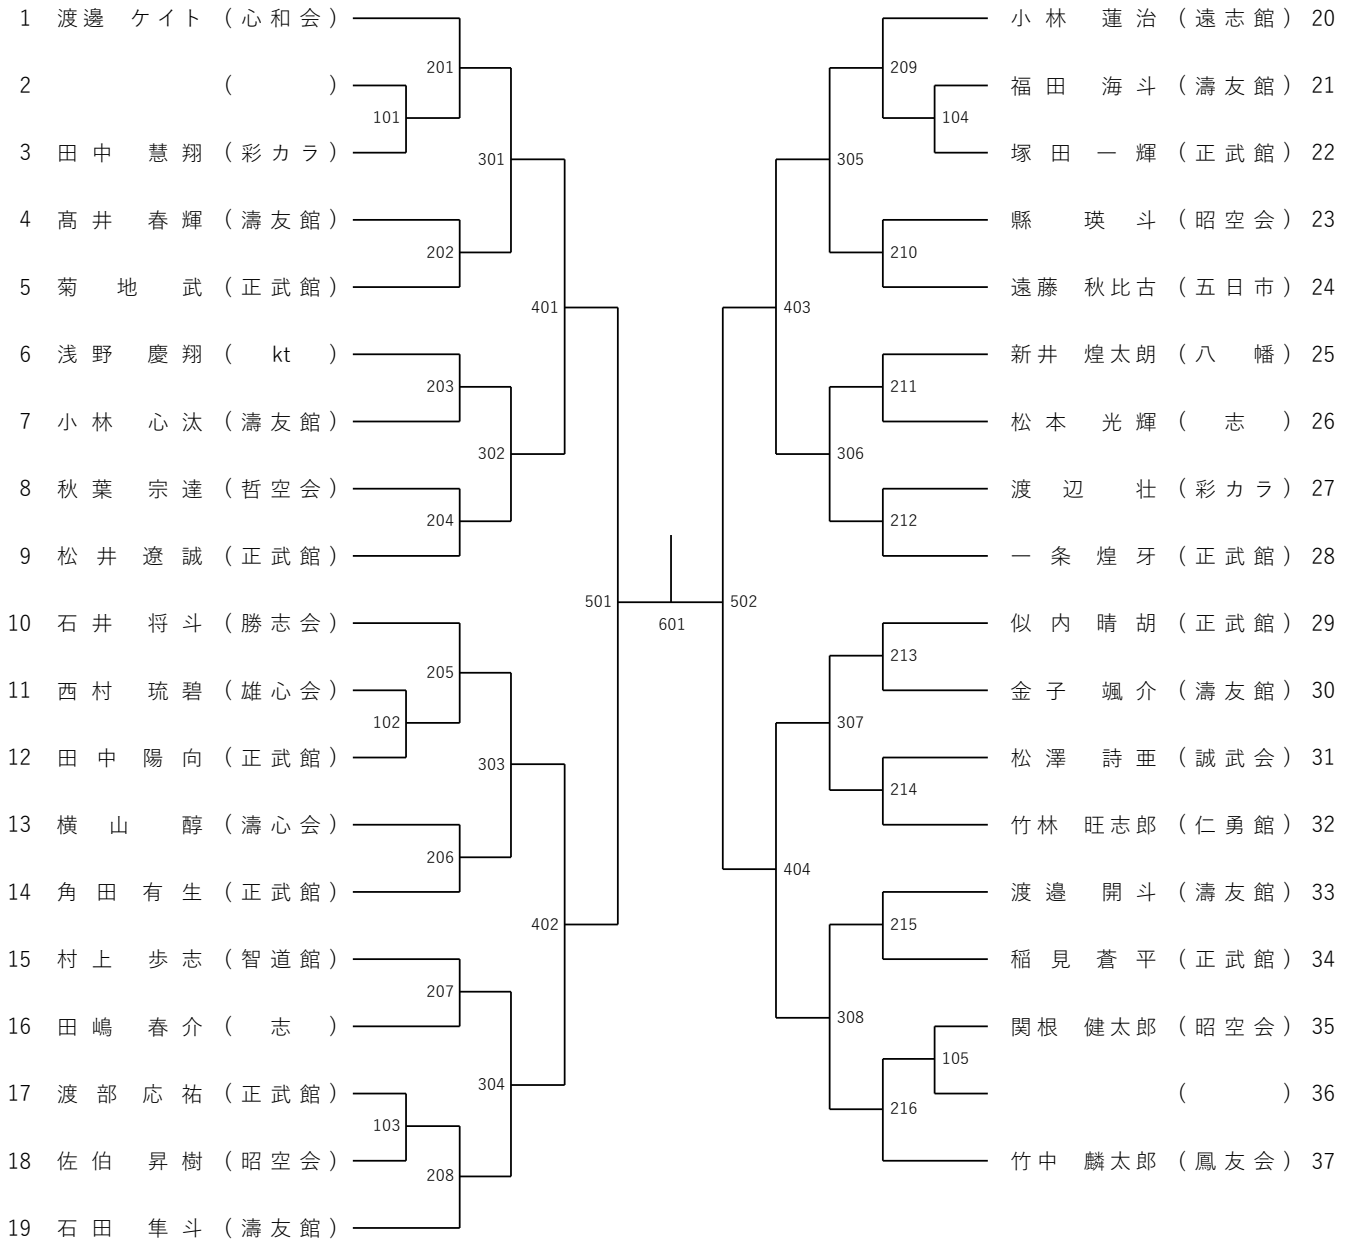 1 渡邊 ケイト (心和会)
201
2 ( )
101
3 田中 慧翔 (彩カラ)
301
4 髙井 春輝 (濤友館)
202
5 菊地 武 (正武館)
401
6 浅野 慶翔 ( kt )
203
7 小林 心汰 (濤友館)
302
8 秋葉 宗達 (哲空会)
204
9 松井遼誠 (正武館)
501
10 石井 将斗 (勝志会)
205
11 西村 琉碧 (雄心会)
102
12 田中陽向 (正武館)
303
13 横山 醇 (濤心会)
206
14 角田有生 (正武館)
402
15 村上 歩志 (智道館)
207
16 田嶋 春介 ( 志 )
304
17 渡部応祐 (正武館)
103
18 佐伯 昇樹 (昭空会)
208
19 石田 隼斗 (濤友館)
601
小林 蓮治 (遠志館) 20
209
福田 海斗 (濤友館) 21
104
塚田一輝 (正武館) 22
305
縣 瑛斗 (昭空会) 23
210
遠藤 秋比古 (五日市) 24
403
新井 煌太朗 (八 幡) 25
211
松本 光輝 ( 志 ) 26
306
渡辺 壮 (彩カラ) 27
212
一条煌牙 (正武館) 28
502
似内晴胡 (正武館) 29
213
金子 颯介 (濤友館) 30
307
松澤 詩亜 (誠武会) 31
214
竹林 旺志郎 (仁勇館) 32
404
渡邉 開斗 (濤友館) 33
215
稲見蒼平 (正武館) 34
308
関根 健太郎 (昭空会) 35
105
( ) 36
216
竹中 麟太郎 (鳳友会) 37